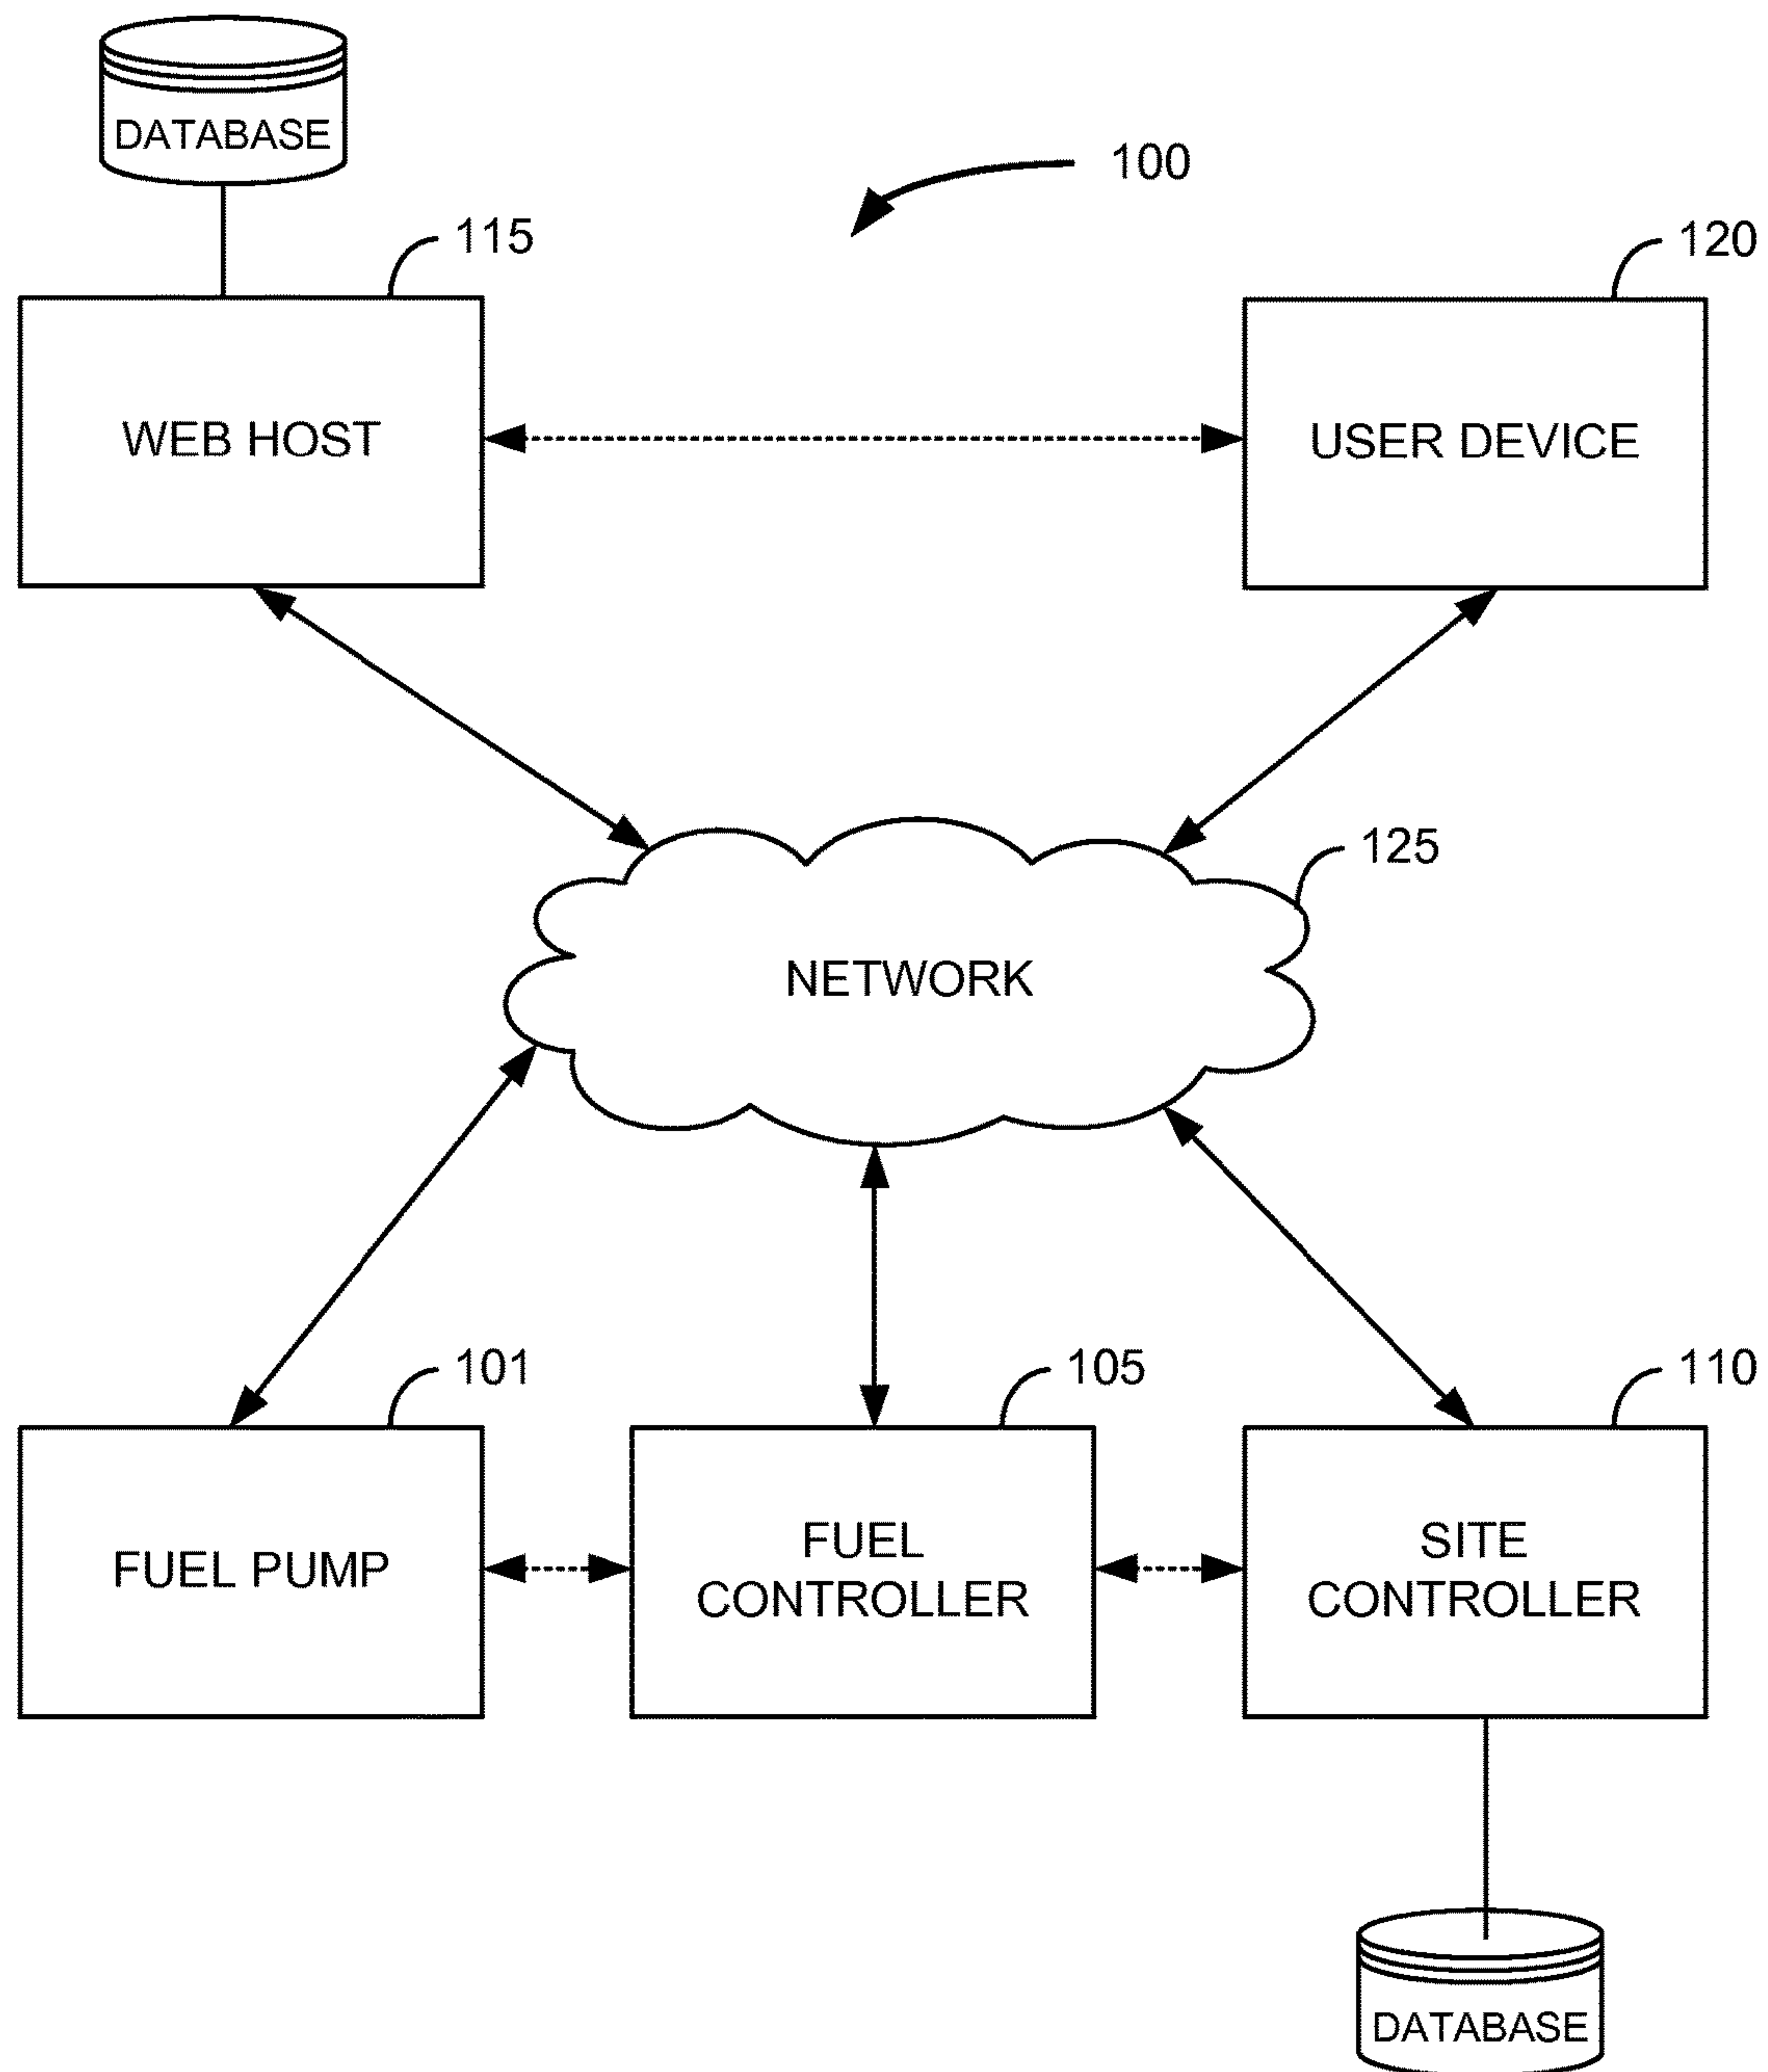 DATABASE
100
115
120
WEB HOST
USER DEVICE
125
NETWORK
101
105
110
FUEL PUMP
FUEL
CONTROLLER
SITE
CONTROLLER
DATABASE